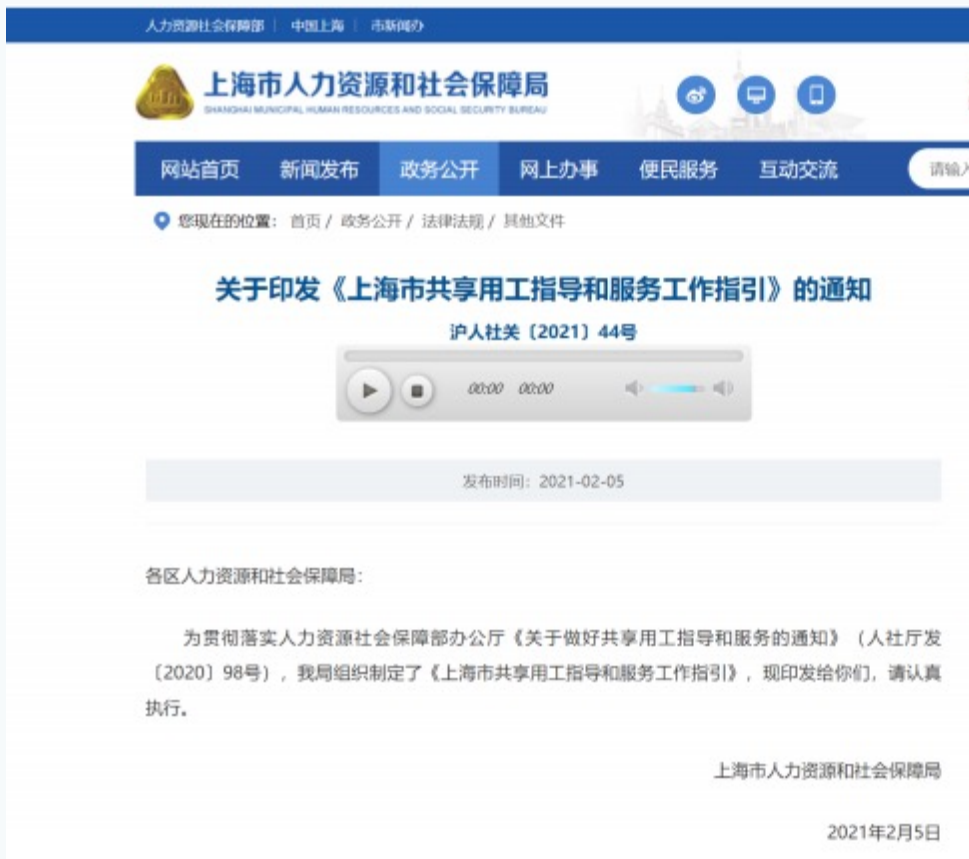 人力资源社会保障部 中国上海 市新闻办
上海市人力资源和社会保障局
SHANGHAI MUNICIPAL HUMAN RESOURCES AND SOCIAL SECURITY BUREAU
网站首页 新闻发布 政务公开 网上办事 便民服务 互动交流 请输入
您现在的位置： 首页 / 政务公开 / 法律法规 / 其他文件
关于印发《上海市共享用工指导和服务工作指引》的通知
沪人社关〔2021〕44号
00:00 00:00
发布时间：2021-02-05
各区人力资源和社会保障局：
为贯彻落实人力资源社会保障部办公厅《关于做好共享用工指导和服务的通知》（人社厅发
〔2020〕98号），我局组织制定了《上海市共享用工指导和服务工作指引》，现印发给你们，请认真
执行。
上海市人力资源和社会保障局
2021年2月5日